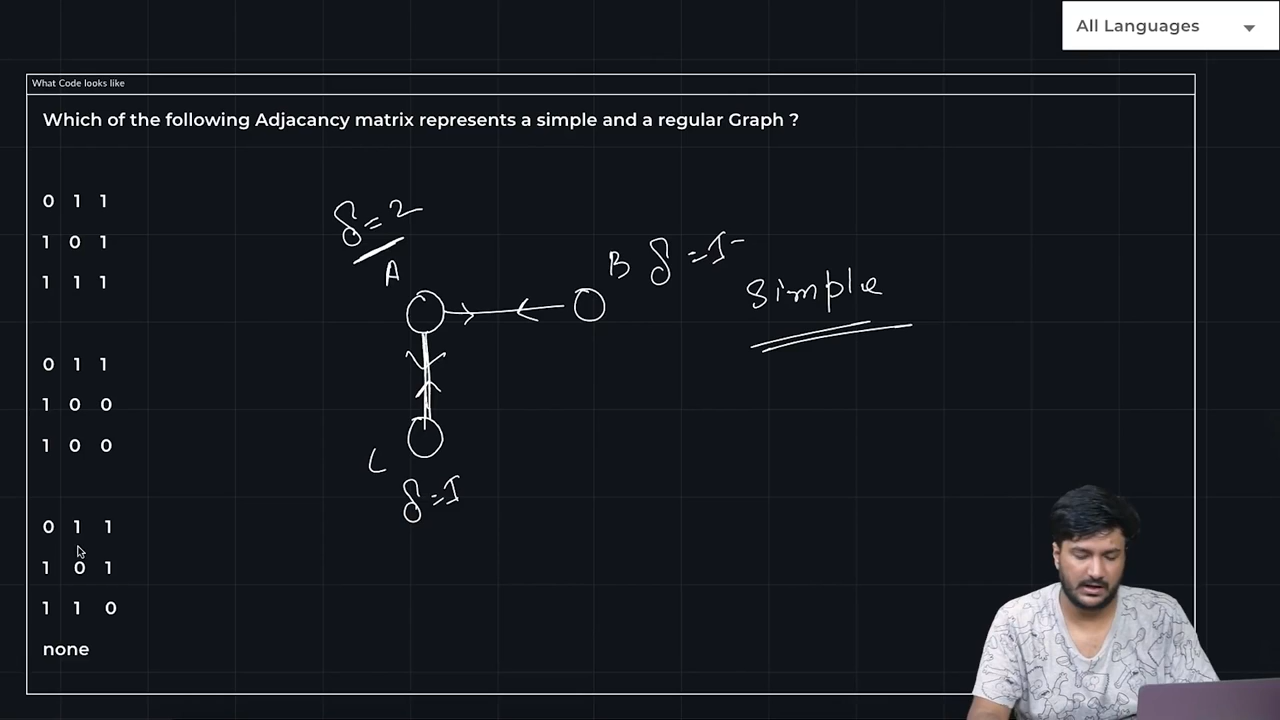 All Languages
What Code looks like
Which of the following Adjacancy matrix represents a simple and a regular Graph ?
0 1 1
1 0 1
1 1 1
0 1 1
1 0 0
1 0 0
0 1 1
1 0 1
1 1 0
none
δ = 2
A
B δ = 1
simple
C
δ = 1